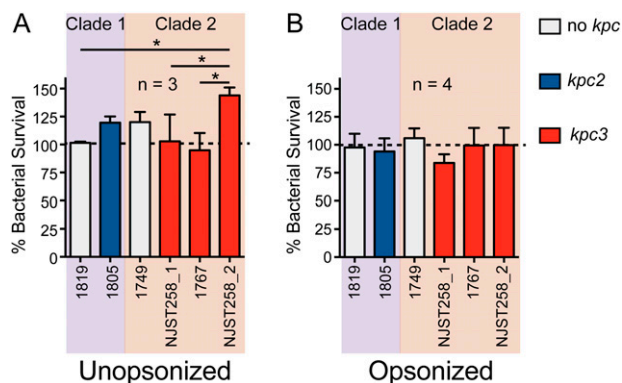 A
Clade 1 Clade 2
*
*
*
n = 3
% Bacterial Survival
150
125
100
75
50
25
0
1819
1805
1749
NJST258_1
1767
NJST258_2
Unopsonized
B
Clade 1 Clade 2
n = 4
% Bacterial Survival
150
125
100
75
50
25
0
1819
1805
1749
NJST258_1
1767
NJST258_2
Opsonized
no kpc
kpc2
kpc3